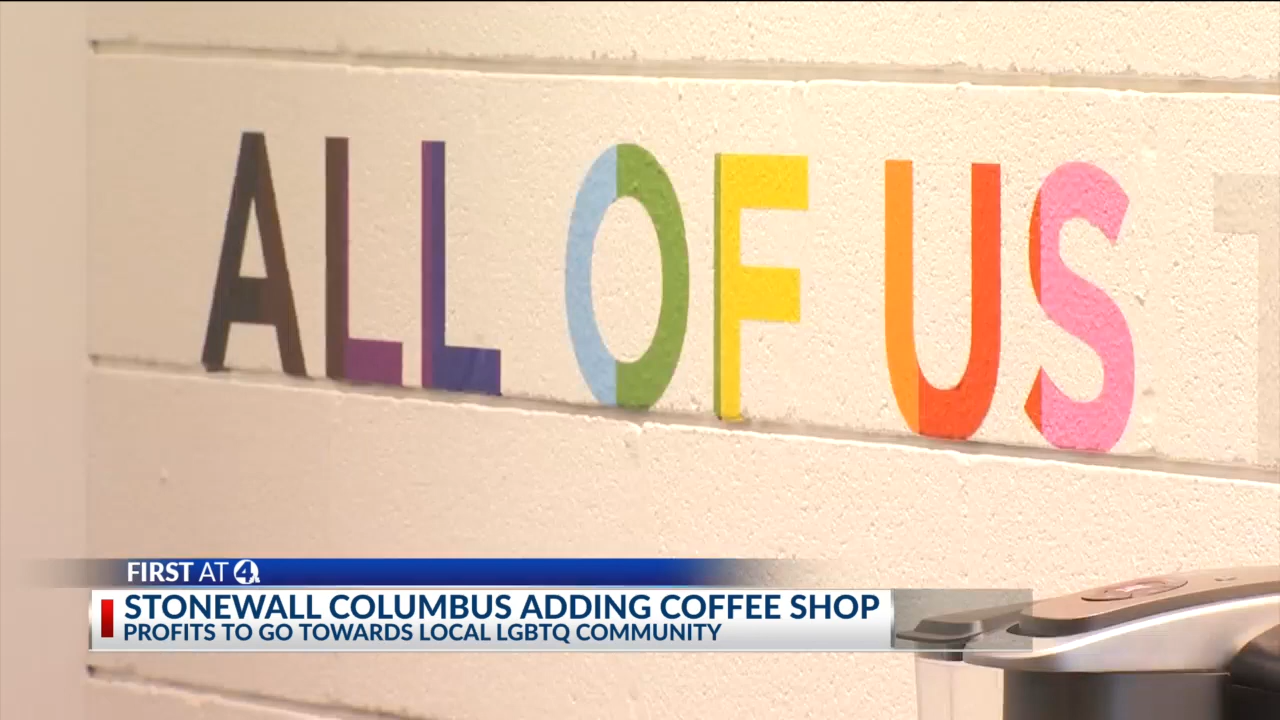 ALL OF US
FIRST AT 4
STONEWALL COLUMBUS ADDING COFFEE SHOP
PROFITS TO GO TOWARDS LOCAL LGBTQ COMMUNITY